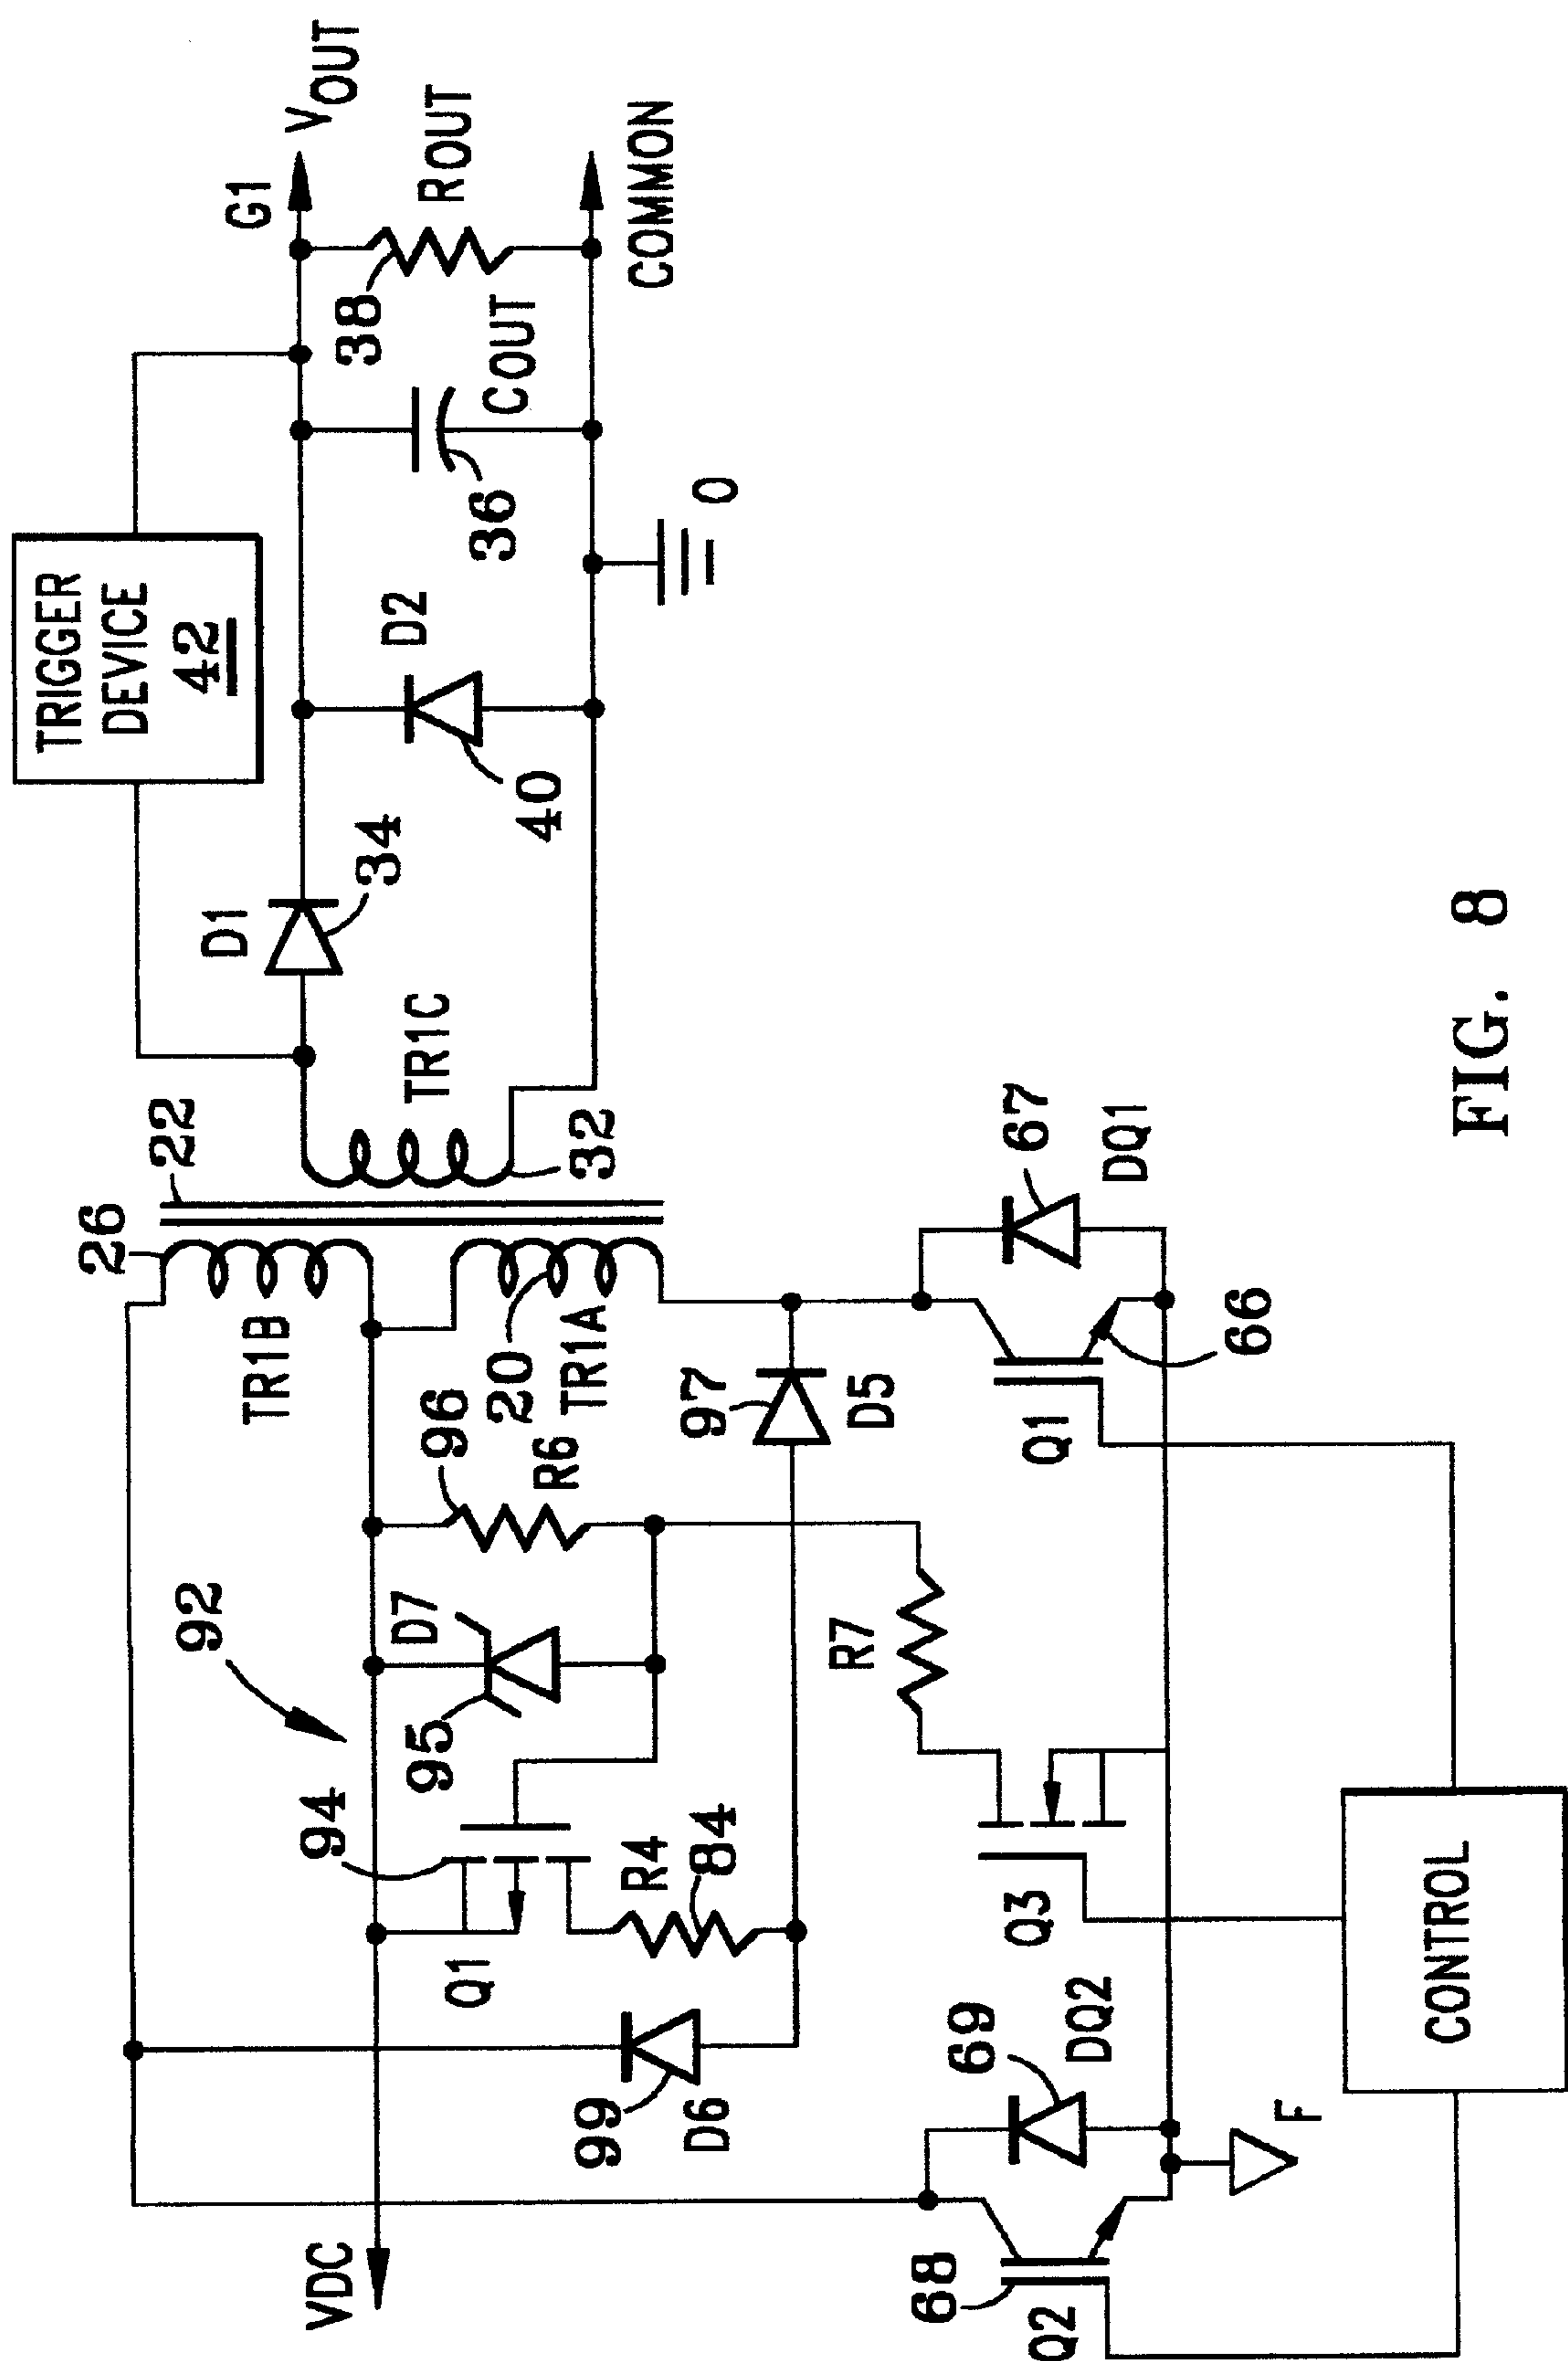 TRIGGER
DEVICE
42
G1
VOUT
D1
34
D2
40
36
COUT
38
ROUT
COMMON
0
26
22
TR1C
32
TR1B
92
96
R6
20
TR1A
94
95
D7
97
D5
Q1
R4
84
R7
67
DQ1
VDC
99
D6
69
DQ2
Q3
Q1
66
68
Q2
F
CONTROL
FIG. 8